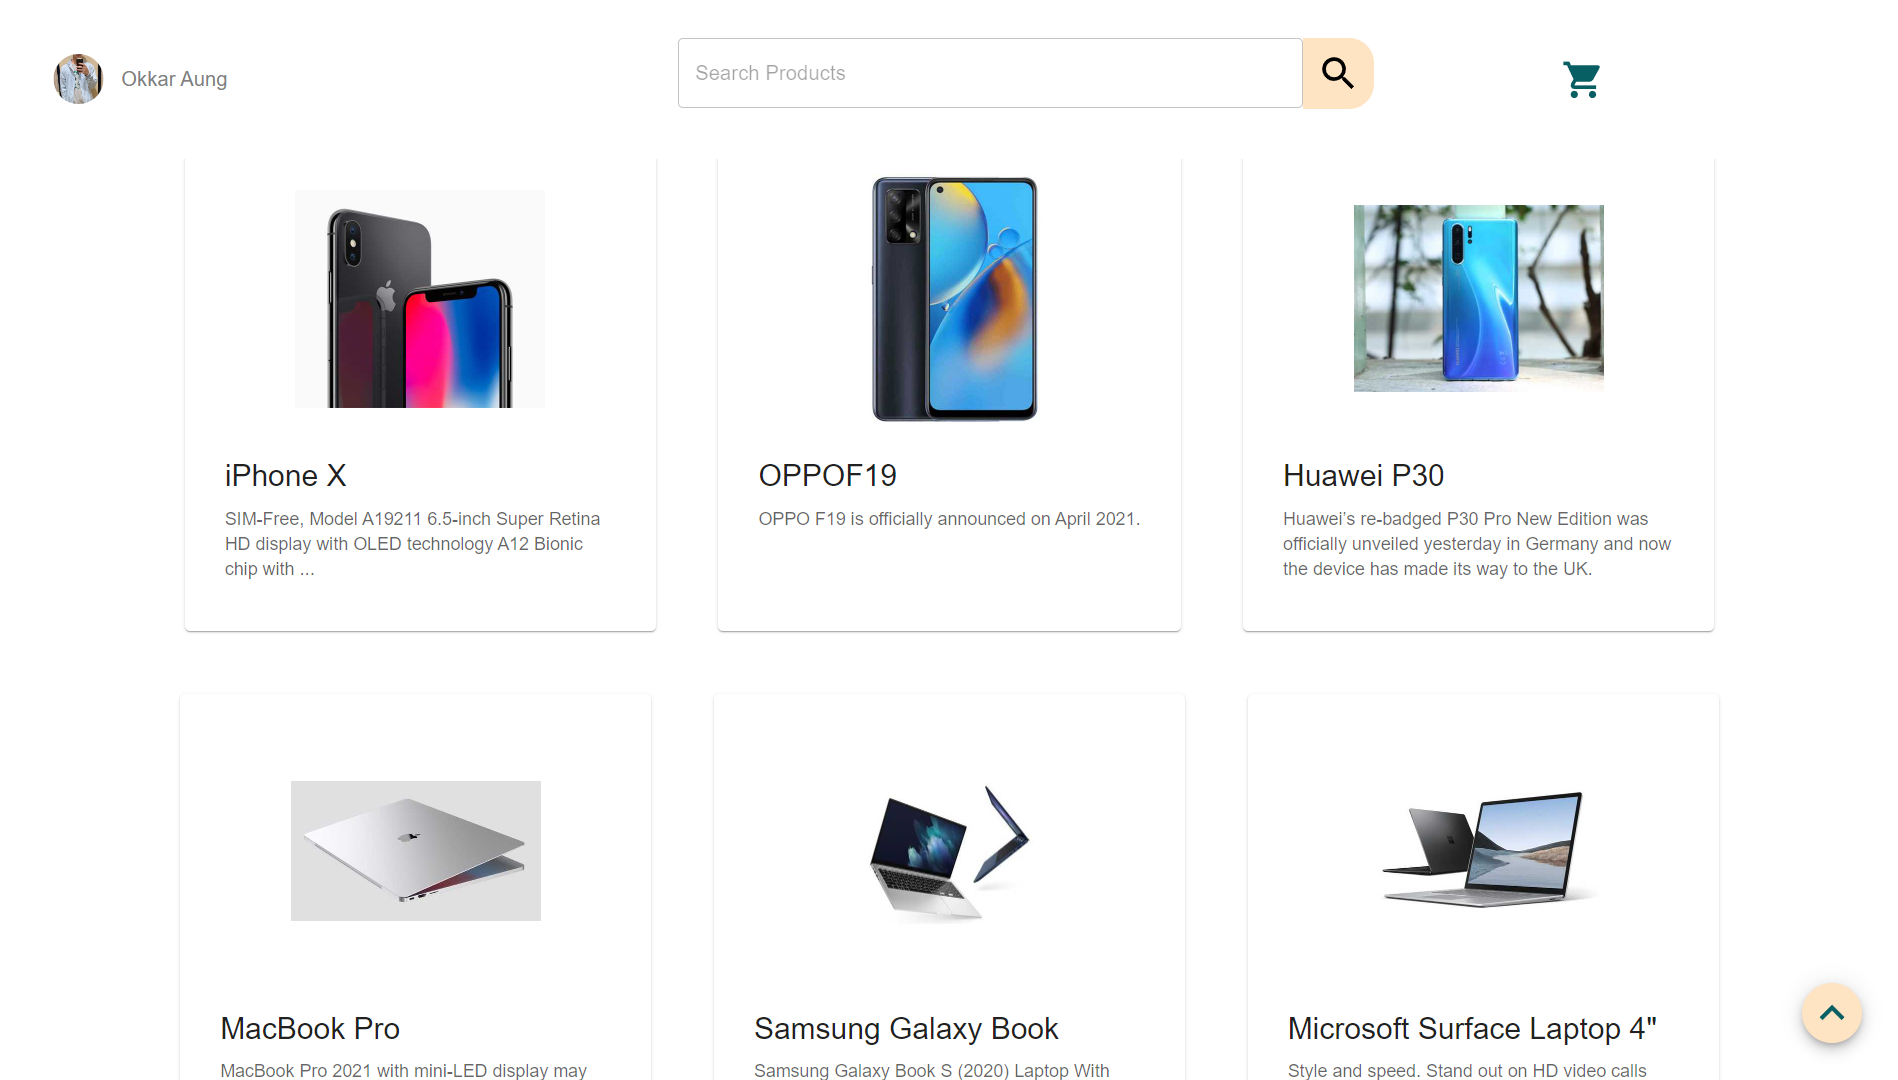 Okkar Aung
Search Products
iPhone X
SIM-Free, Model A19211 6.5-inch Super Retina
HD display with OLED technology A12 Bionic
chip with ...
OPPOF19
OPPO F19 is officially announced on April 2021.
Huawei P30
Huawei’s re-badged P30 Pro New Edition was
officially unveiled yesterday in Germany and now
the device has made its way to the UK.
MacBook Pro
MacBook Pro 2021 with mini-LED display may
Samsung Galaxy Book
Samsung Galaxy Book S (2020) Laptop With
Microsoft Surface Laptop 4"
Style and speed. Stand out on HD video calls